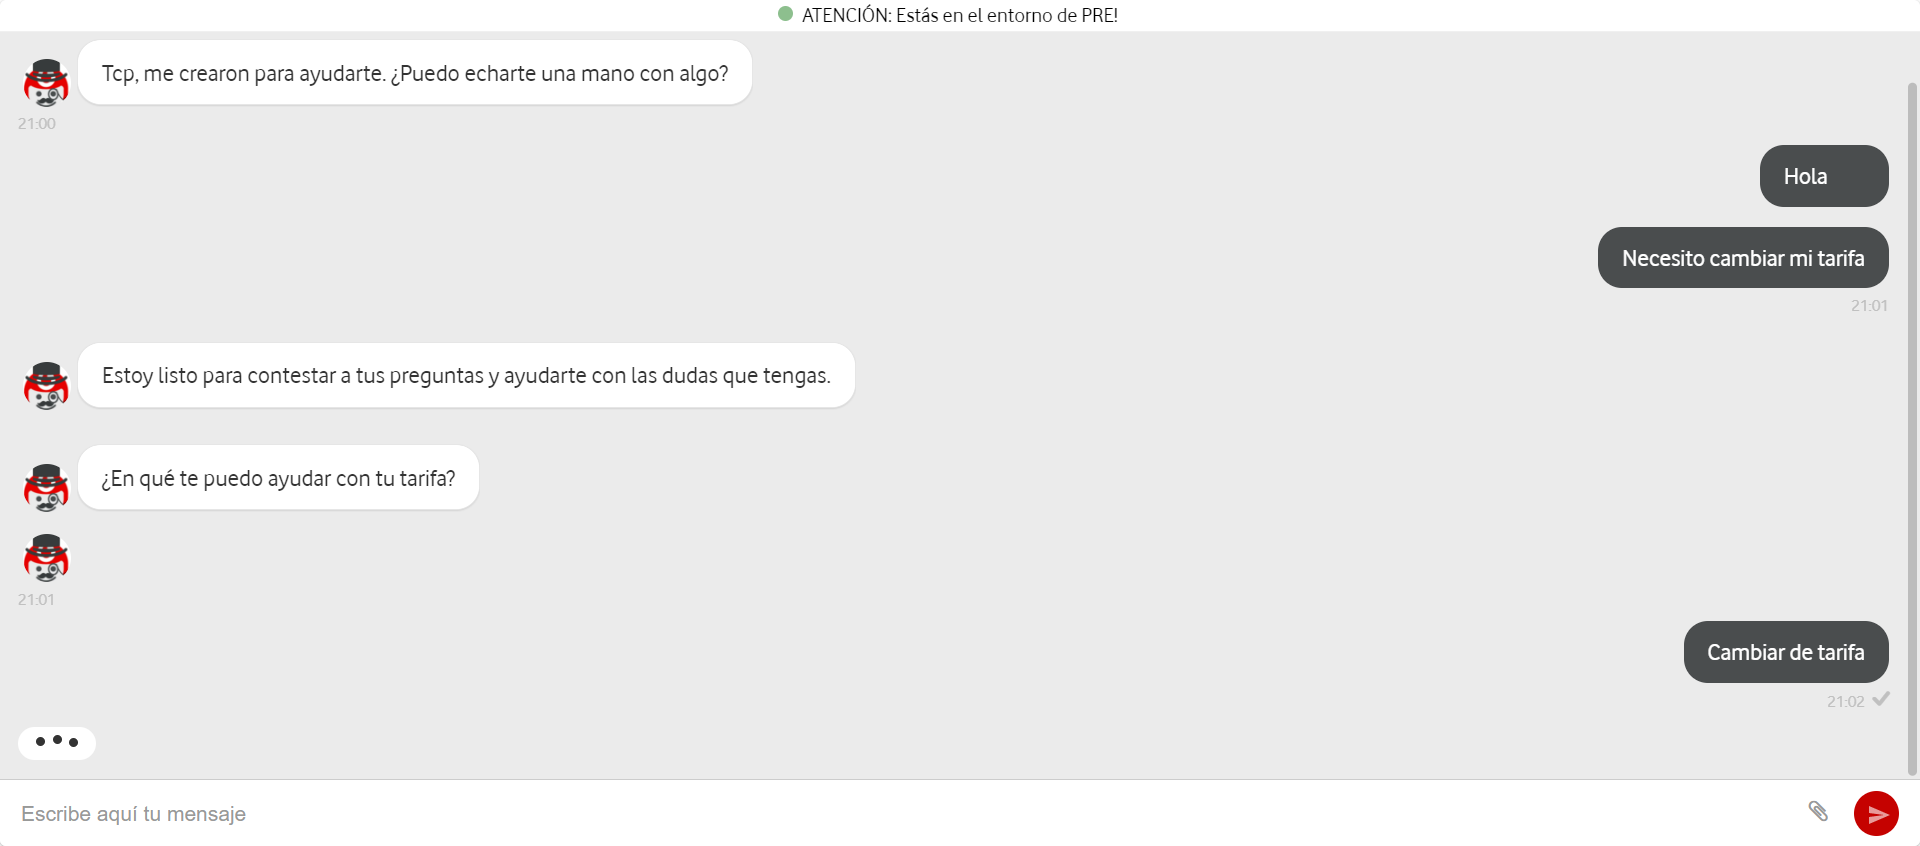 ATENCIÓN: Estás en el entorno de PRE!
Tcp, me crearon para ayudarte. ¿Puedo echarte una mano con algo?
21:00
Hola
Necesito cambiar mi tarifa
21:01
Estoy listo para contestar a tus preguntas y ayudarte con las dudas que tengas.
¿En qué te puedo ayudar con tu tarifa?
21:01
Cambiar de tarifa
21:02
Escribe aquí tu mensaje